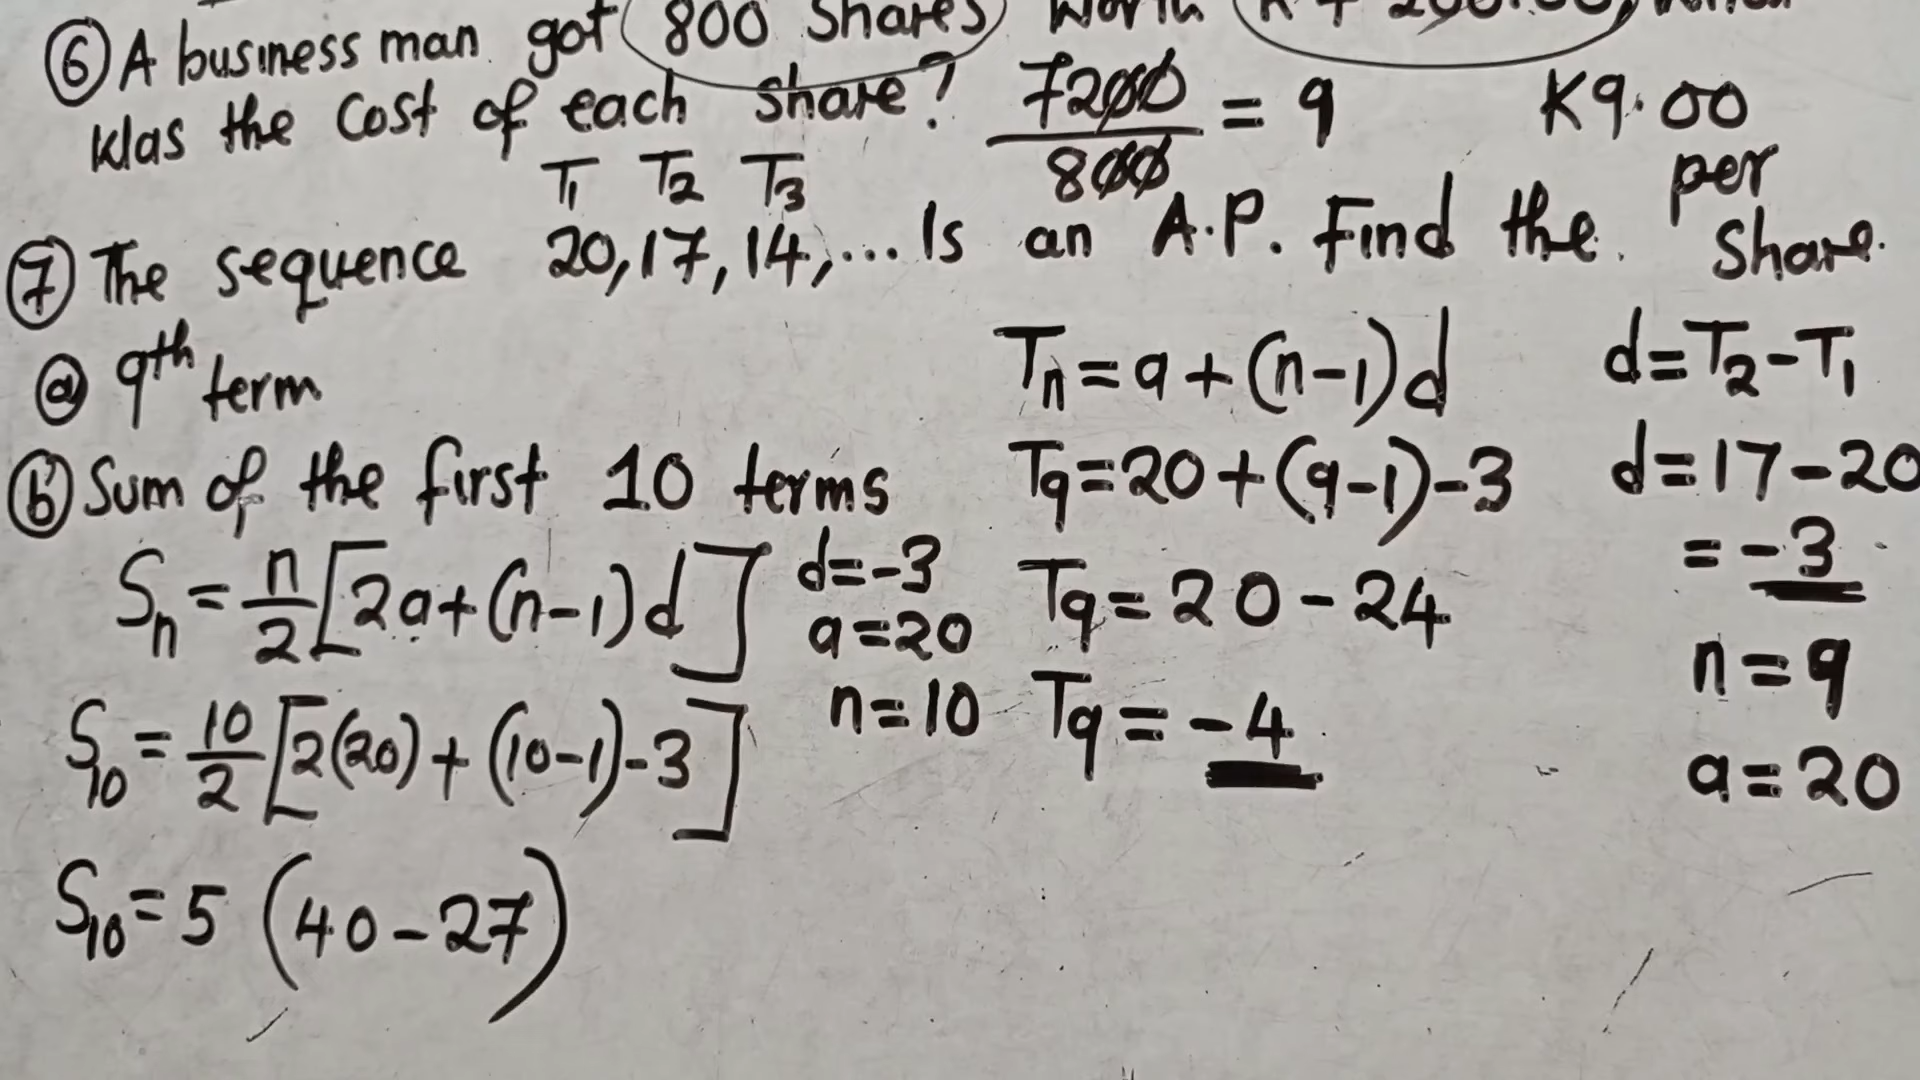 ⑥ A business man got 800 Shares worth
klas the cost of each share? 7200/800 = 9 K9.00 per Share.
T1 T2 T3
⑦ The sequence 20, 17, 14, ... Is an A.P. Find the.
ⓐ 9th term
ⓑ Sum of the first 10 terms
Sn = n/2 [2a + (n-1)d]
S10 = 10/2 [2(20) + (10-1)-3]
S10 = 5 (40 - 27)
d = -3
a = 20
n = 10
Tn = a + (n-1)d
T9 = 20 + (9-1)-3
T9 = 20 - 24
T9 = -4
d = T2 - T1
d = 17 - 20
= -3
n = 9
a = 20